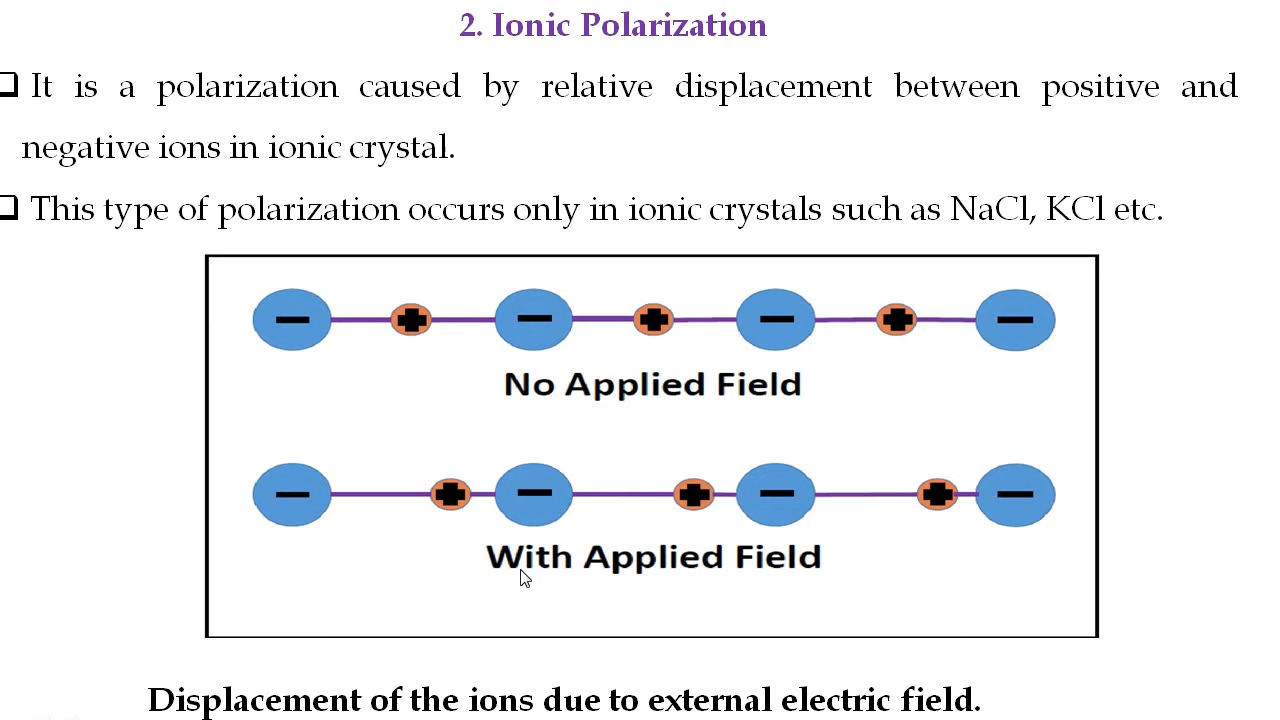 2. Ionic Polarization
It is a polarization caused by relative displacement between positive and
negative ions in ionic crystal.
This type of polarization occurs only in ionic crystals such as NaCl, KCl etc.
No Applied Field
With Applied Field
Displacement of the ions due to external electric field.